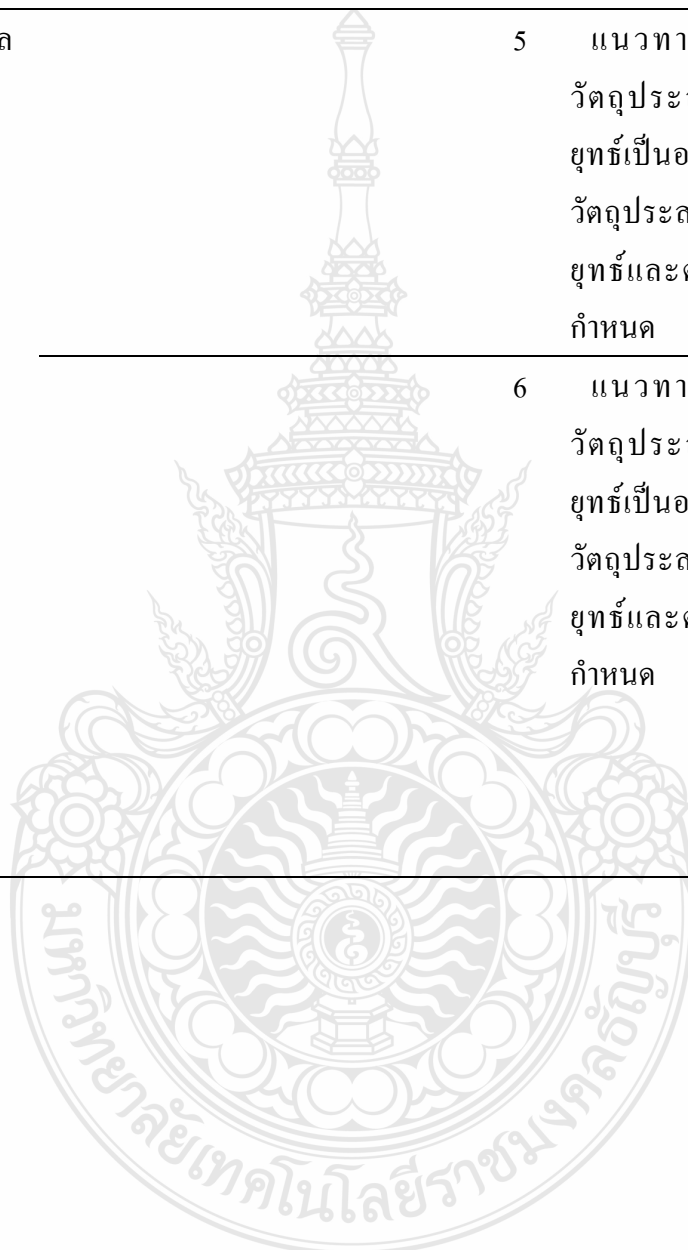 ล
5 แนวทา
วัตถุประ
ยุทธ์เป็นอ
วัตถุประส
ยุทธ์และ
กำหนด
6 แนวทา
วัตถุประ
ยุทธ์เป็นอ
วัตถุประส
ยุทธ์และ
กำหนด
มหาวิทยาลัยเทคโนโลยีราชมงคลธัญบุรี